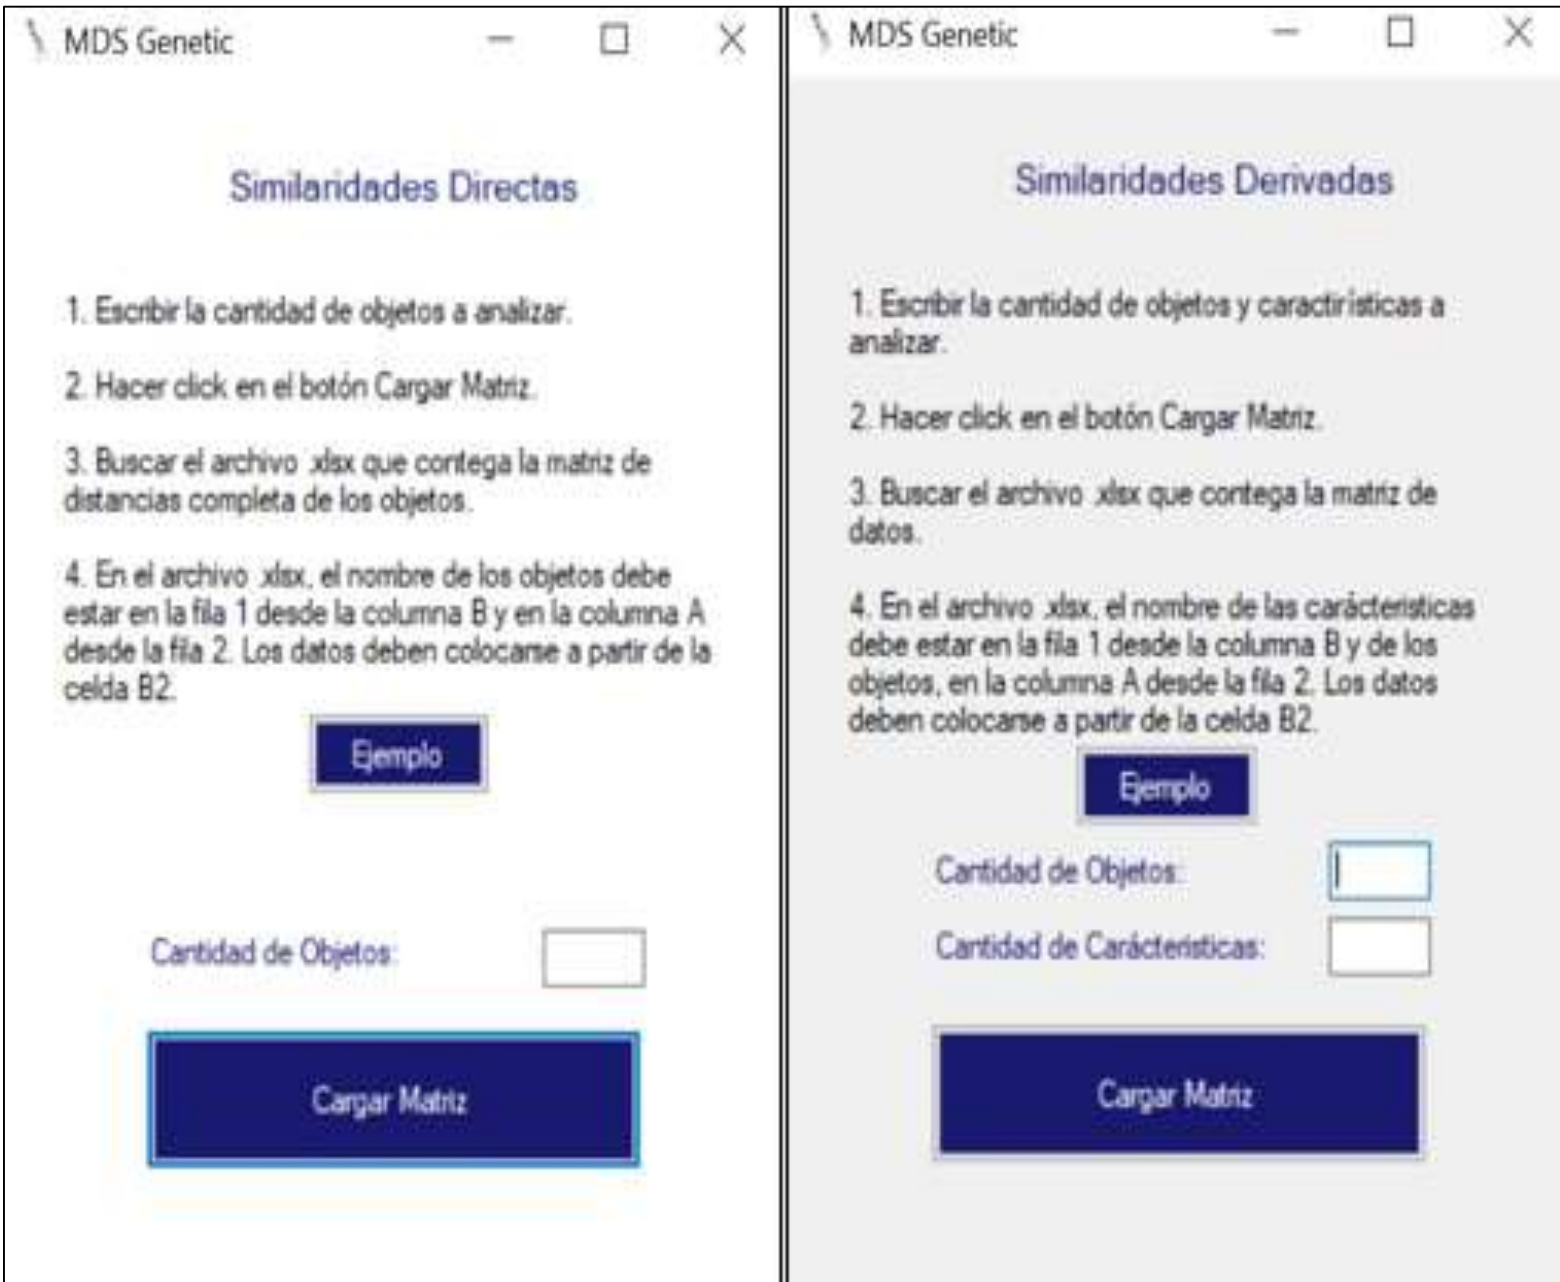 MDS Genetic
Similaridades Directas
1. Escribir la cantidad de objetos a analizar.
2. Hacer click en el botón Cargar Matriz.
3. Buscar el archivo .xlsx que contega la matriz de
distancias completa de los objetos.
4. En el archivo .xlsx, el nombre de los objetos debe
estar en la fila 1 desde la columna B y en la columna A
desde la fila 2. Los datos deben colocarse a partir de la
celda B2.
Ejemplo
Cantidad de Objetos:
Cargar Matriz
MDS Genetic
Similaridades Derivadas
1. Escribir la cantidad de objetos y caractirísticas a
analizar.
2. Hacer click en el botón Cargar Matriz.
3. Buscar el archivo .xlsx que contega la matriz de
datos.
4. En el archivo .xlsx, el nombre de las carácteristicas
debe estar en la fila 1 desde la columna B y de los
objetos, en la columna A desde la fila 2. Los datos
deben colocarse a partir de la celda B2.
Ejemplo
Cantidad de Objetos:
Cantidad de Carácteristicas:
Cargar Matriz